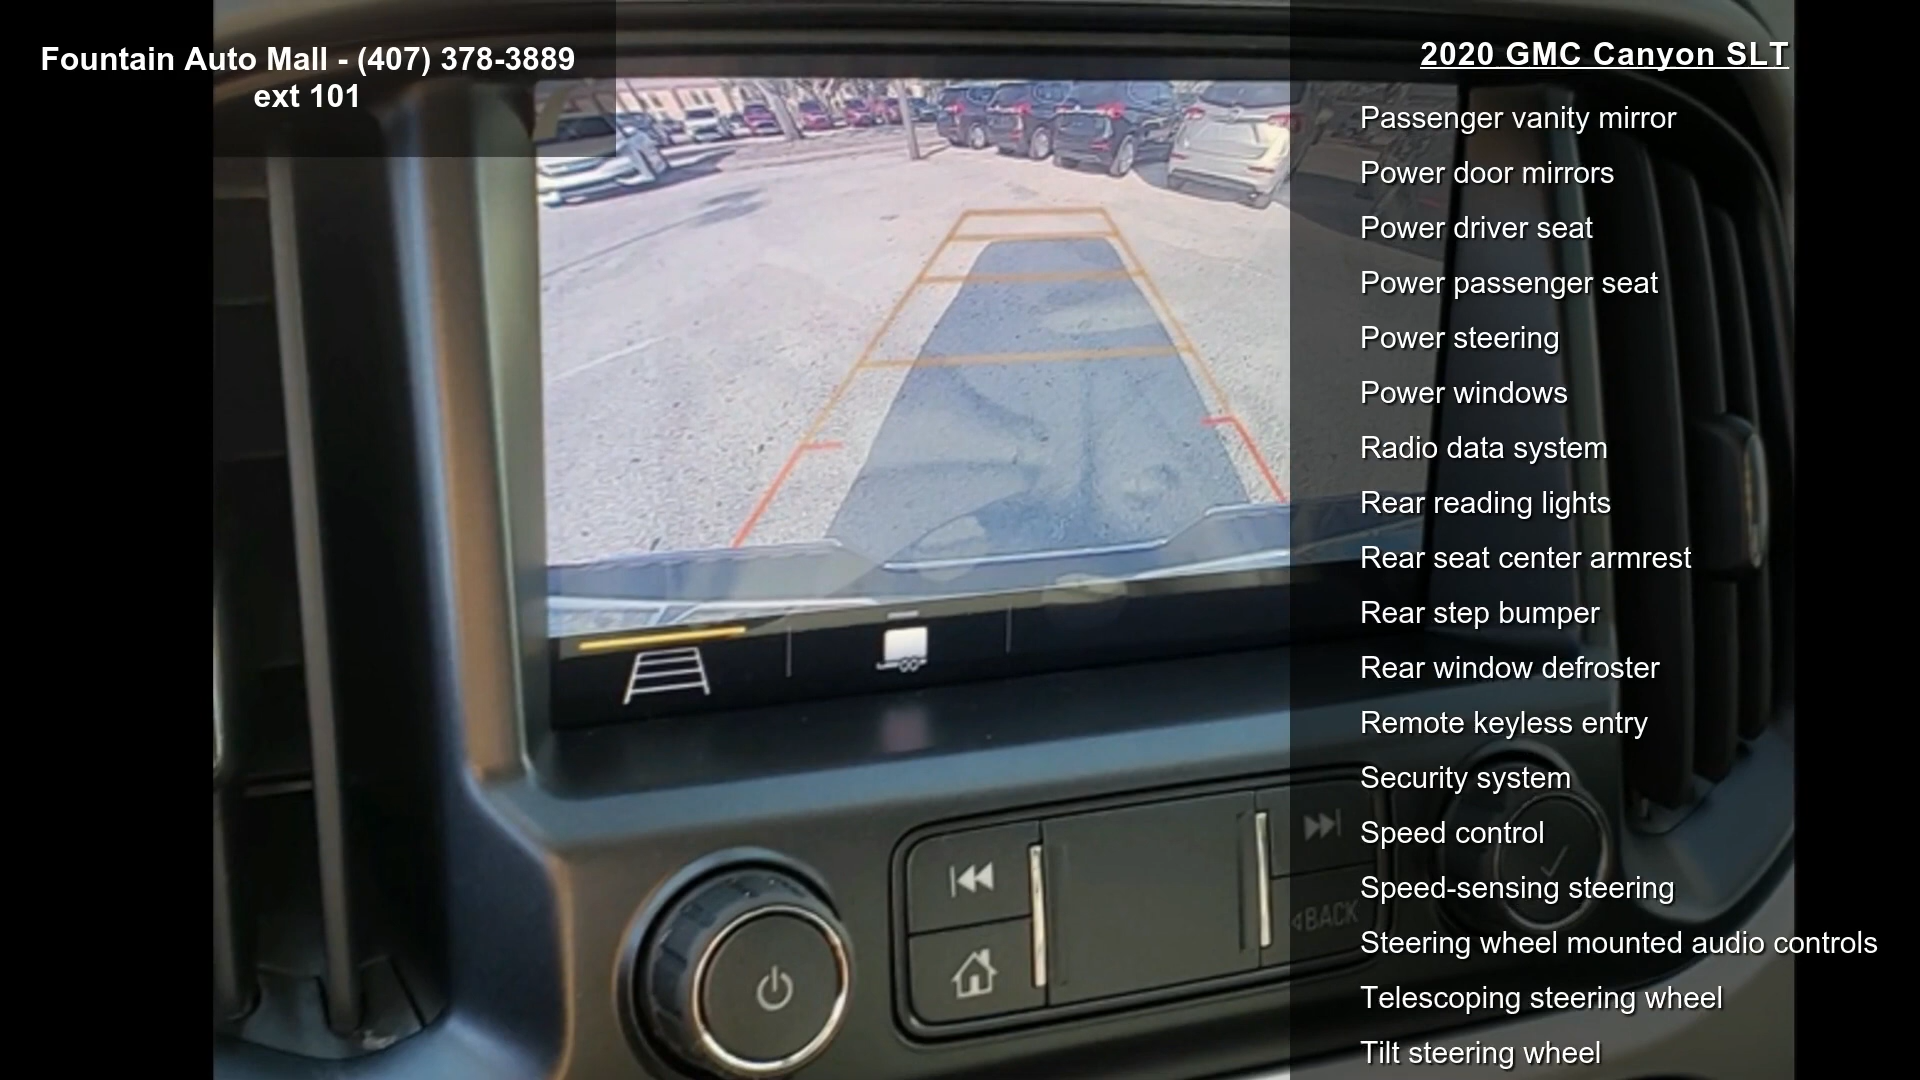 Fountain Auto Mall - (407) 378-3889
ext 101
2020 GMC Canyon SLT
Passenger vanity mirror
Power door mirrors
Power driver seat
Power passenger seat
Power steering
Power windows
Radio data system
Rear reading lights
Rear seat center armrest
Rear step bumper
Rear window defroster
Remote keyless entry
Security system
Speed control
Speed-sensing steering
Steering wheel mounted audio controls
Telescoping steering wheel
Tilt steering wheel
BACK